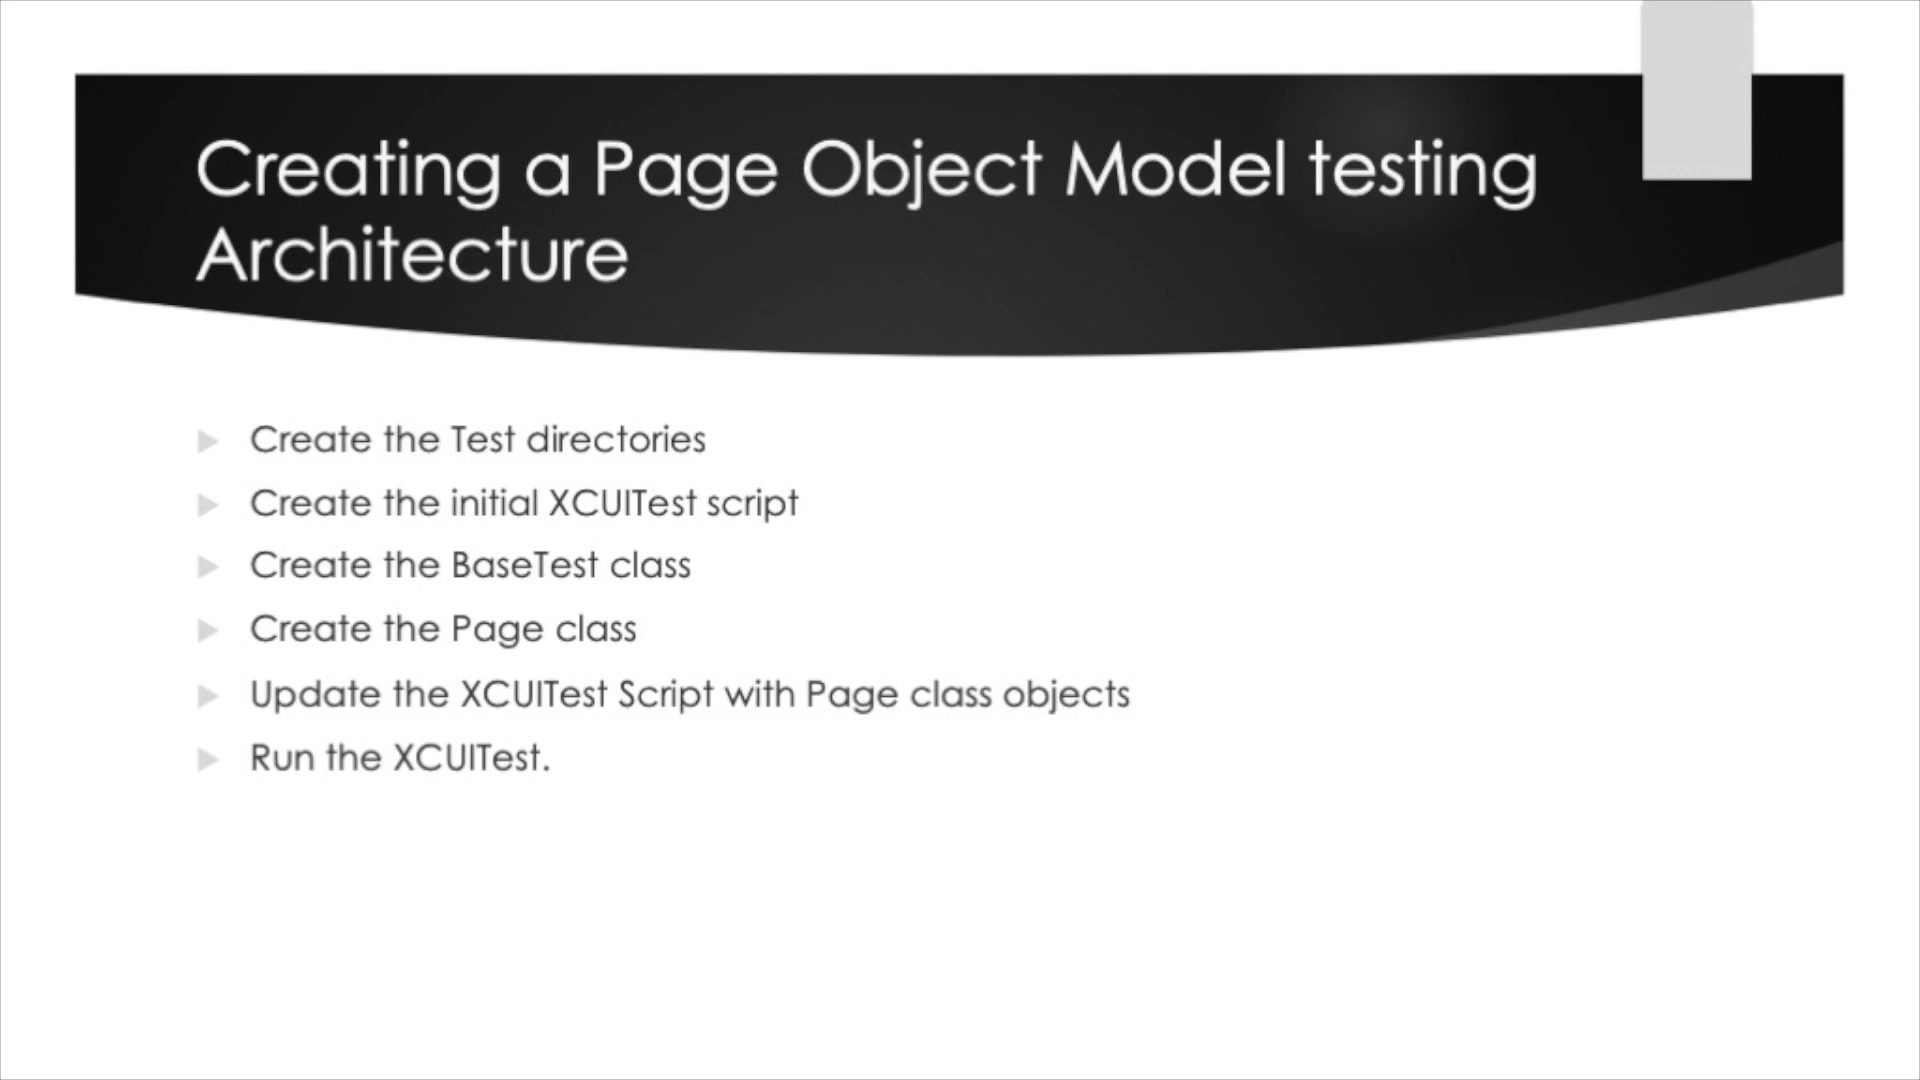 Creating a Page Object Model testing
Architecture
Create the Test directories
Create the initial XCUITest script
Create the BaseTest class
Create the Page class
Update the XCUITest Script with Page class objects
Run the XCUITest.